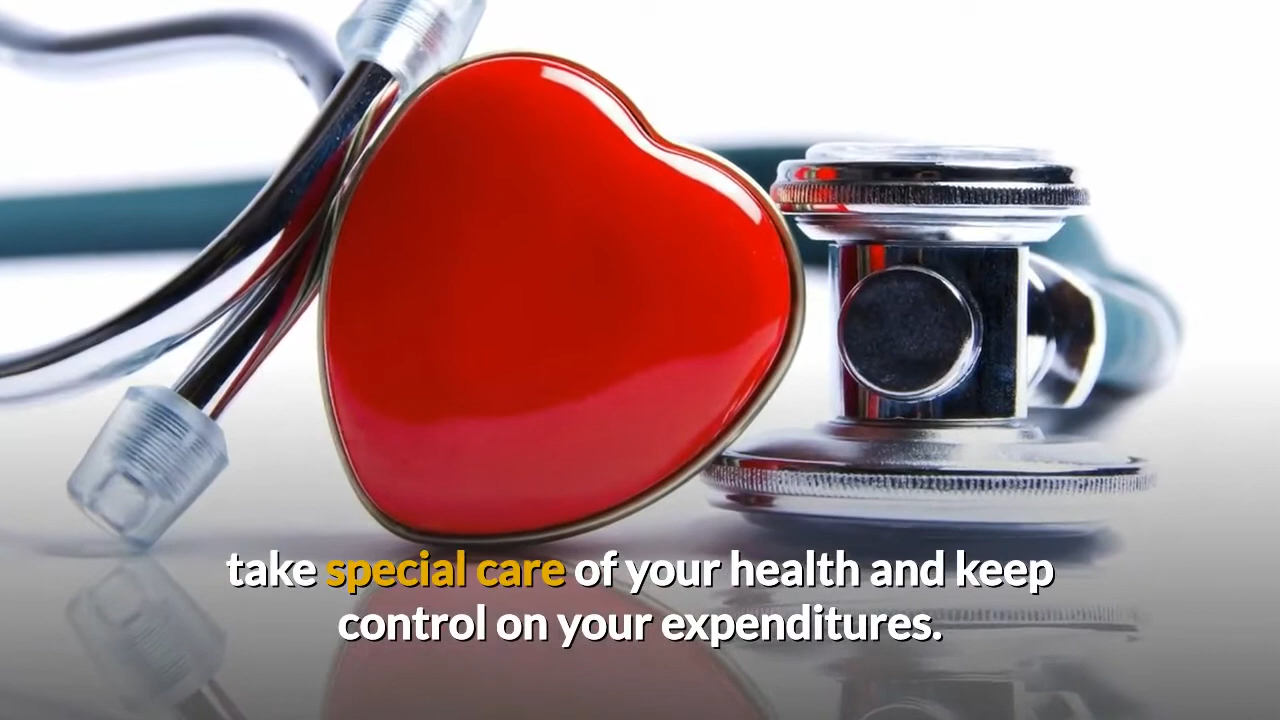 take special care of your health and keep
control on your expenditures.